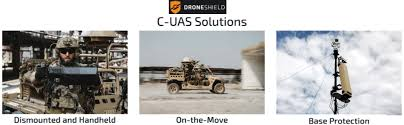 DRONESHIELD
C-UAS Solutions
Dismounted and Handheld
On-the-Move
Base Protection